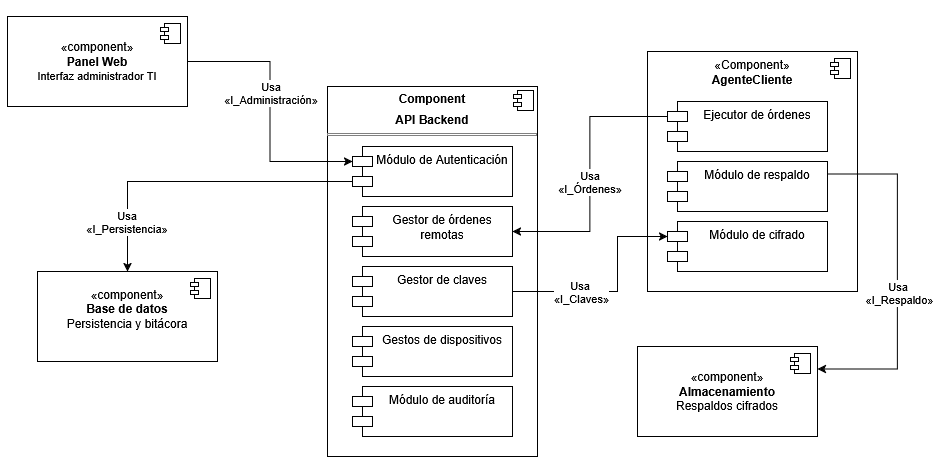 «component»
Panel Web
Interfaz administrador TI
Usa
«I_Administración»
Component
API Backend
Módulo de Autenticación
Gestor de órdenes
remotas
Gestor de claves
Gestos de dispositivos
Módulo de auditoría
Usa
«I_Persistencia»
«component»
Base de datos
Persistencia y bitácora
Usa
«I_Órdenes»
Usa
«I_Claves»
«Component»
AgenteCliente
Ejecutor de órdenes
Módulo de respaldo
Módulo de cifrado
Usa
«I_Respaldo»
«component»
Almacenamiento
Respaldos cifrados